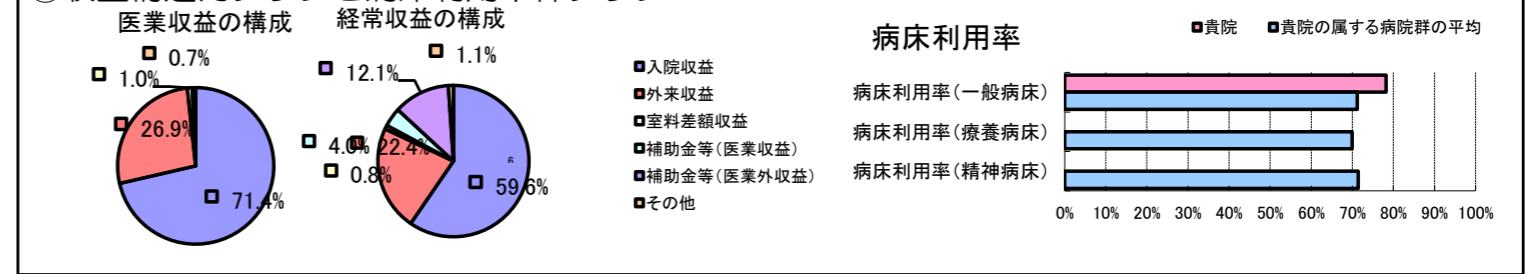 医業収益の構成
経常収益の構成
0.7%
1.0%
26.9%
71.4%
1.1%
12.1%
4.0%
22.4%
0.8%
59.6%
入院収益
外来収益
室料差額収益
補助金等(医業収益)
補助金等(医業外収益)
その他
病床利用率
貴院
貴院の属する病院群の平均
病床利用率(一般病床)
病床利用率(療養病床)
病床利用率(精神病床)
0% 10% 20% 30% 40% 50% 60% 70% 80% 90% 100%